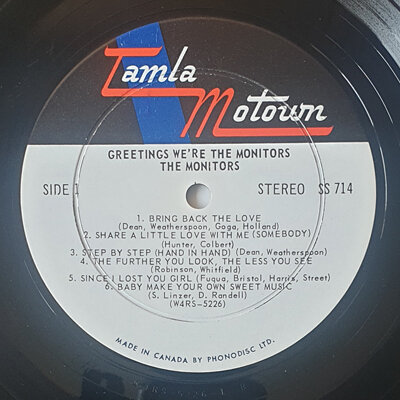 Tamla
Motown
GREETINGS WE'RE THE MONITORS
THE MONITORS
SIDE 1 STEREO SS 714
1. BRING BACK THE LOVE
(Dean, Weatherspoon, Goga, Holland)
2. SHARE A LITTLE LOVE WITH ME (SOMEBODY)
(Hunter, Colbert)
3. STEP BY STEP (HAND IN HAND) (Dean, Weatherspoon)
4. THE FURTHER YOU LOOK, THE LESS YOU SEE
(Robinson, Whitfield)
5. SINCE I LOST YOU GIRL (Fuqua, Bristol, Harris, Street)
6. BABY MAKE YOUR OWN SWEET MUSIC
(S. Linzer, D. Randell)
(W4RS-5226)
MADE IN CANADA BY PHONODISC LTD.